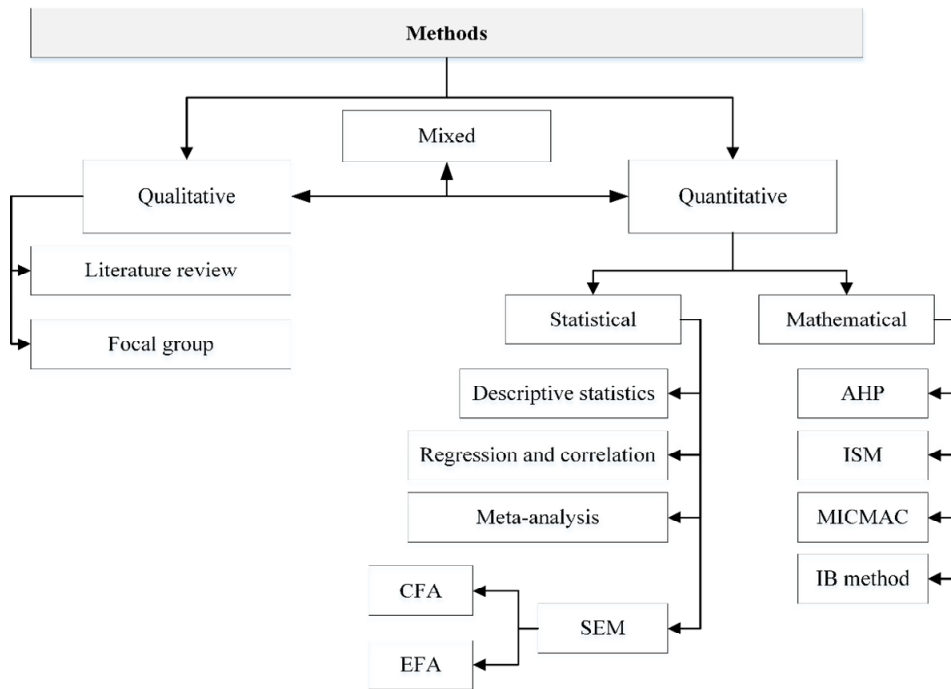 Methods
Mixed
Qualitative
Quantitative
Literature review
Focal group
Statistical
Mathematical
Descriptive statistics
Regression and correlation
Meta-analysis
SEM
CFA
EFA
AHP
ISM
MICMAC
IB method